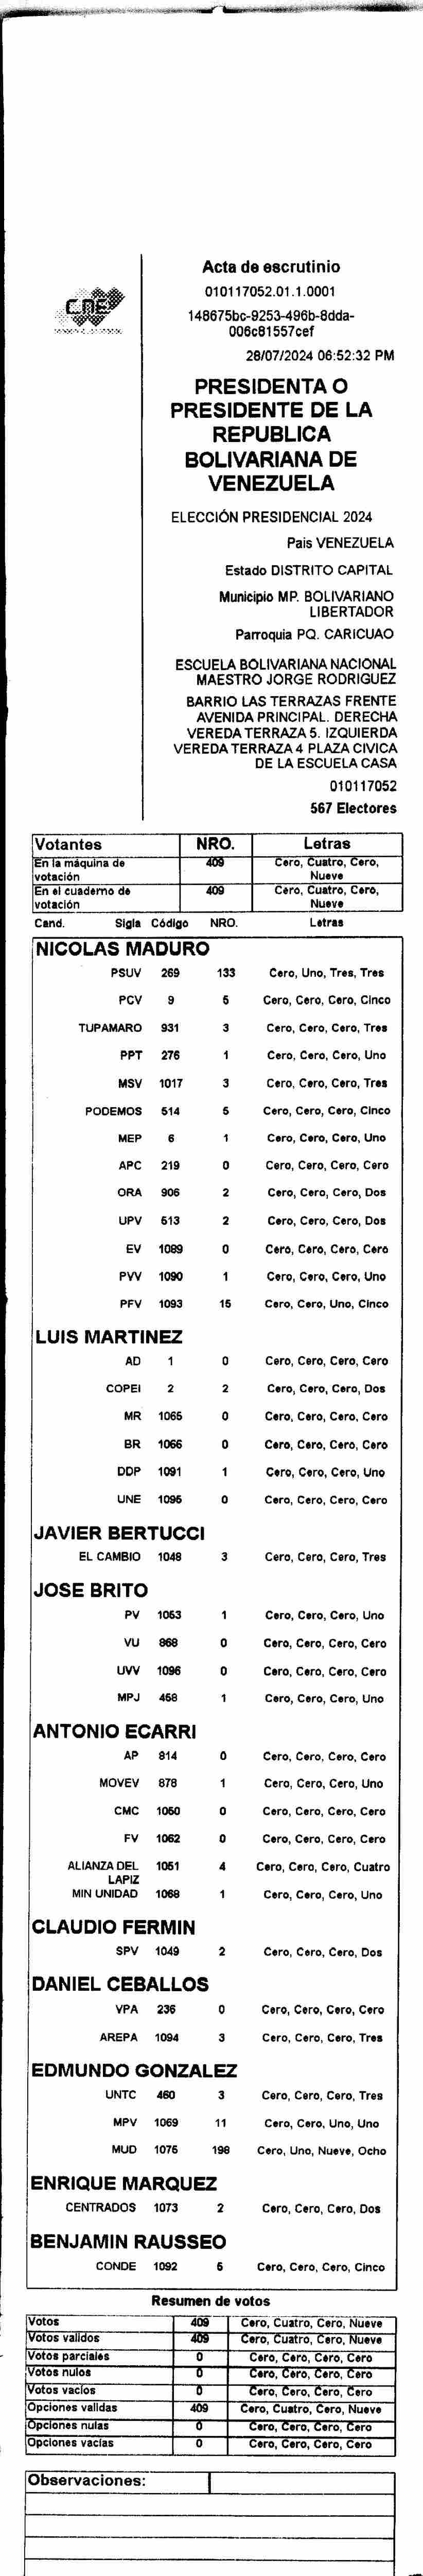 CNE
Acta de escrutinio
010117052.01.1.0001
148675bc-9253-496b-8dda-
006c81557cef
28/07/2024 06:52:32 PM
PRESIDENTA O
PRESIDENTE DE LA
REPUBLICA
BOLIVARIANA DE
VENEZUELA
ELECCIÓN PRESIDENCIAL 2024
Pais VENEZUELA
Estado DISTRITO CAPITAL
Municipio MP. BOLIVARIANO
LIBERTADOR
Parroquia PQ. CARICUAO
ESCUELA BOLIVARIANA NACIONAL
MAESTRO JORGE RODRIGUEZ
BARRIO LAS TERRAZAS FRENTE
AVENIDA PRINCIPAL. DERECHA
VEREDA TERRAZA 5. IZQUIERDA
VEREDA TERRAZA 4 PLAZA CIVICA
DE LA ESCUELA CASA
010117052
567 Electores
Votantes NRO. Letras
En la máquina de votación 409 Cero, Cuatro, Cero, Nueve
En el cuaderno de votación 409 Cero, Cuatro, Cero, Nueve
Cand. Sigla Código NRO. Letras
NICOLAS MADURO
PSUV 269 133 Cero, Uno, Tres, Tres
PCV 9 5 Cero, Cero, Cero, Cinco
TUPAMARO 931 3 Cero, Cero, Cero, Tres
PPT 276 1 Cero, Cero, Cero, Uno
MSV 1017 3 Cero, Cero, Cero, Tres
PODEMOS 514 5 Cero, Cero, Cero, Cinco
MEP 6 1 Cero, Cero, Cero, Uno
APC 219 0 Cero, Cero, Cero, Cero
ORA 906 2 Cero, Cero, Cero, Dos
UPV 513 2 Cero, Cero, Cero, Dos
EV 1089 0 Cero, Cero, Cero, Cero
PVV 1090 1 Cero, Cero, Cero, Uno
PFV 1093 15 Cero, Cero, Uno, Cinco
LUIS MARTINEZ
AD 1 0 Cero, Cero, Cero, Cero
COPEI 2 2 Cero, Cero, Cero, Dos
MR 1065 0 Cero, Cero, Cero, Cero
BR 1066 0 Cero, Cero, Cero, Cero
DDP 1091 1 Cero, Cero, Cero, Uno
UNE 1095 0 Cero, Cero, Cero, Cero
JAVIER BERTUCCI
EL CAMBIO 1048 3 Cero, Cero, Cero, Tres
JOSE BRITO
PV 1053 1 Cero, Cero, Cero, Uno
VU 868 0 Cero, Cero, Cero, Cero
UVV 1096 0 Cero, Cero, Cero, Cero
MPJ 458 1 Cero, Cero, Cero, Uno
ANTONIO ECARRI
AP 814 0 Cero, Cero, Cero, Cero
MOVEV 878 1 Cero, Cero, Cero, Uno
CMC 1050 0 Cero, Cero, Cero, Cero
FV 1062 0 Cero, Cero, Cero, Cero
ALIANZA DEL LAPIZ 1051 4 Cero, Cero, Cero, Cuatro
MIN UNIDAD 1068 1 Cero, Cero, Cero, Uno
CLAUDIO FERMIN
SPV 1049 2 Cero, Cero, Cero, Dos
DANIEL CEBALLOS
VPA 236 0 Cero, Cero, Cero, Cero
AREPA 1094 3 Cero, Cero, Cero, Tres
EDMUNDO GONZALEZ
UNTC 460 3 Cero, Cero, Cero, Tres
MPV 1069 11 Cero, Cero, Uno, Uno
MUD 1075 198 Cero, Uno, Nueve, Ocho
ENRIQUE MARQUEZ
CENTRADOS 1073 2 Cero, Cero, Cero, Dos
BENJAMIN RAUSSEO
CONDE 1092 5 Cero, Cero, Cero, Cinco
Resumen de votos
Votos 409 Cero, Cuatro, Cero, Nueve
Votos validos 409 Cero, Cuatro, Cero, Nueve
Votos parciales 0 Cero, Cero, Cero, Cero
Votos nulos 0 Cero, Cero, Cero, Cero
Votos vacíos 0 Cero, Cero, Cero, Cero
Opciones validas 409 Cero, Cuatro, Cero, Nueve
Opciones nulas 0 Cero, Cero, Cero, Cero
Opciones vacías 0 Cero, Cero, Cero, Cero
Observaciones: